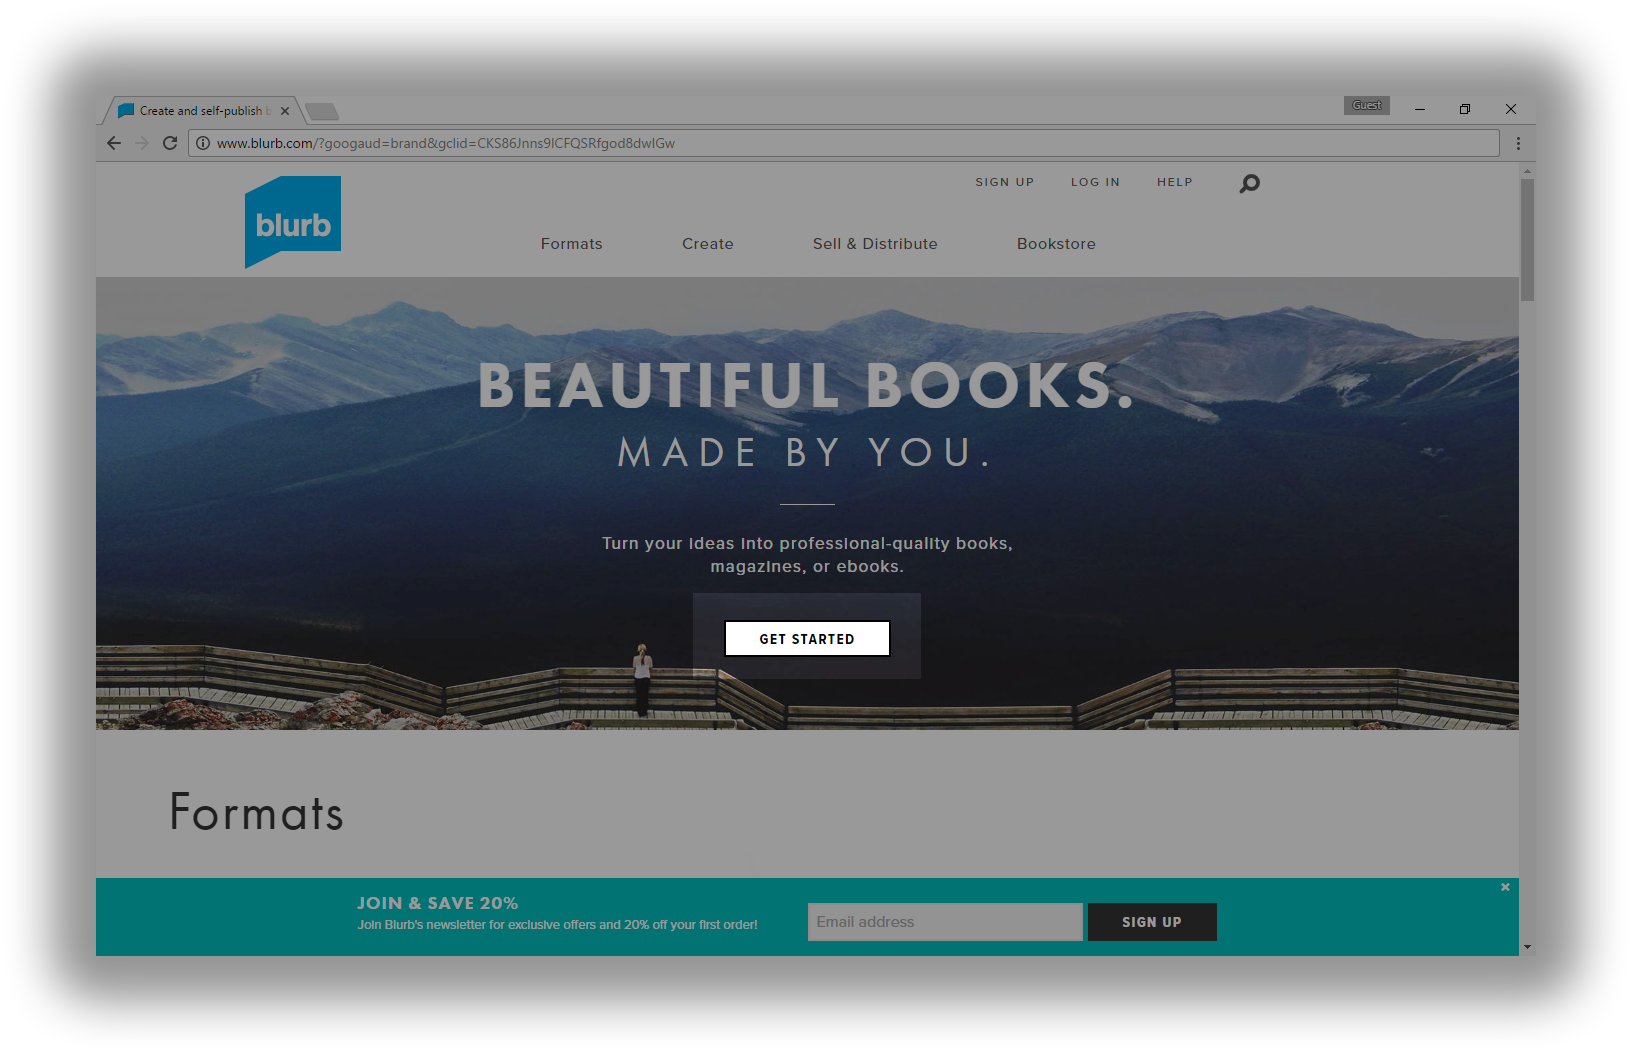 Create and self-publish b
Guest
www.blurb.com/?googaud=brand&gclid=CKS86Jnns9ICFQSRfgod8dwIGw
SIGN UP LOG IN HELP
blurb
Formats Create Sell & Distribute Bookstore
BEAUTIFUL BOOKS.
MADE BY YOU.
Turn your ideas into professional-quality books,
magazines, or ebooks.
GET STARTED
Formats
JOIN & SAVE 20%
Join Blurb's newsletter for exclusive offers and 20% off your first order!
Email address
SIGN UP